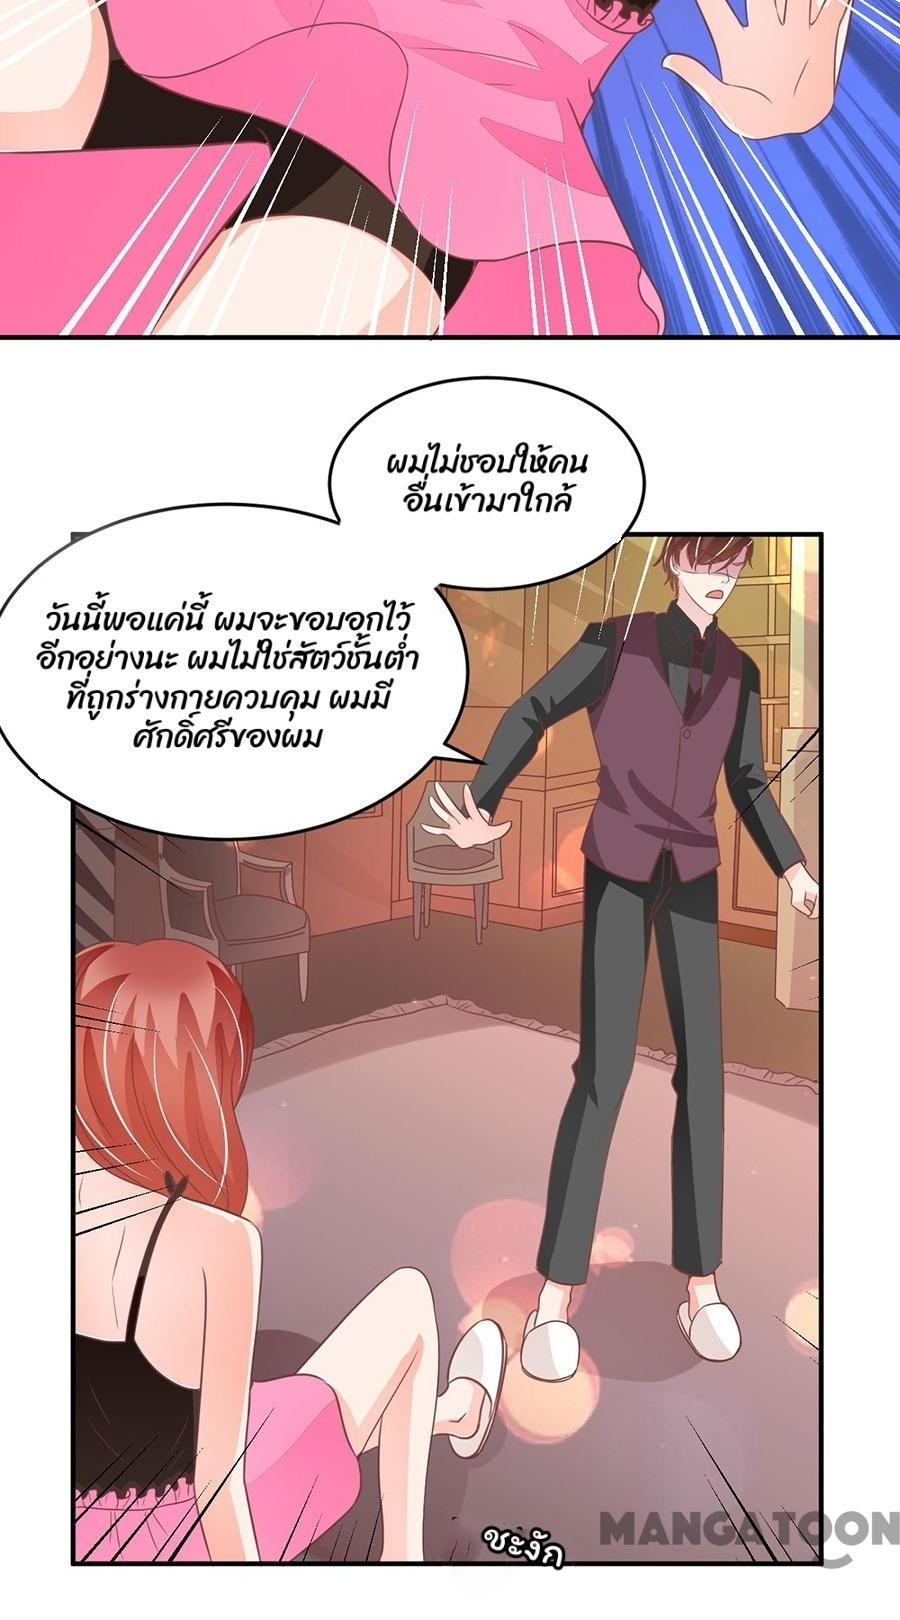 ผมไม่ชอบให้คน
อื่นเข้ามาใกล้
วันนี้พอแค่นี้ ผมจะขอบอกไว้
อีกอย่างนะ ผมไม่ใช่สัตว์ชั้นต่ำ
ที่ถูกร่างกายควบคุม ผมมี
ศักดิ์ศรีของผม
ชะงัก
MANGATOON